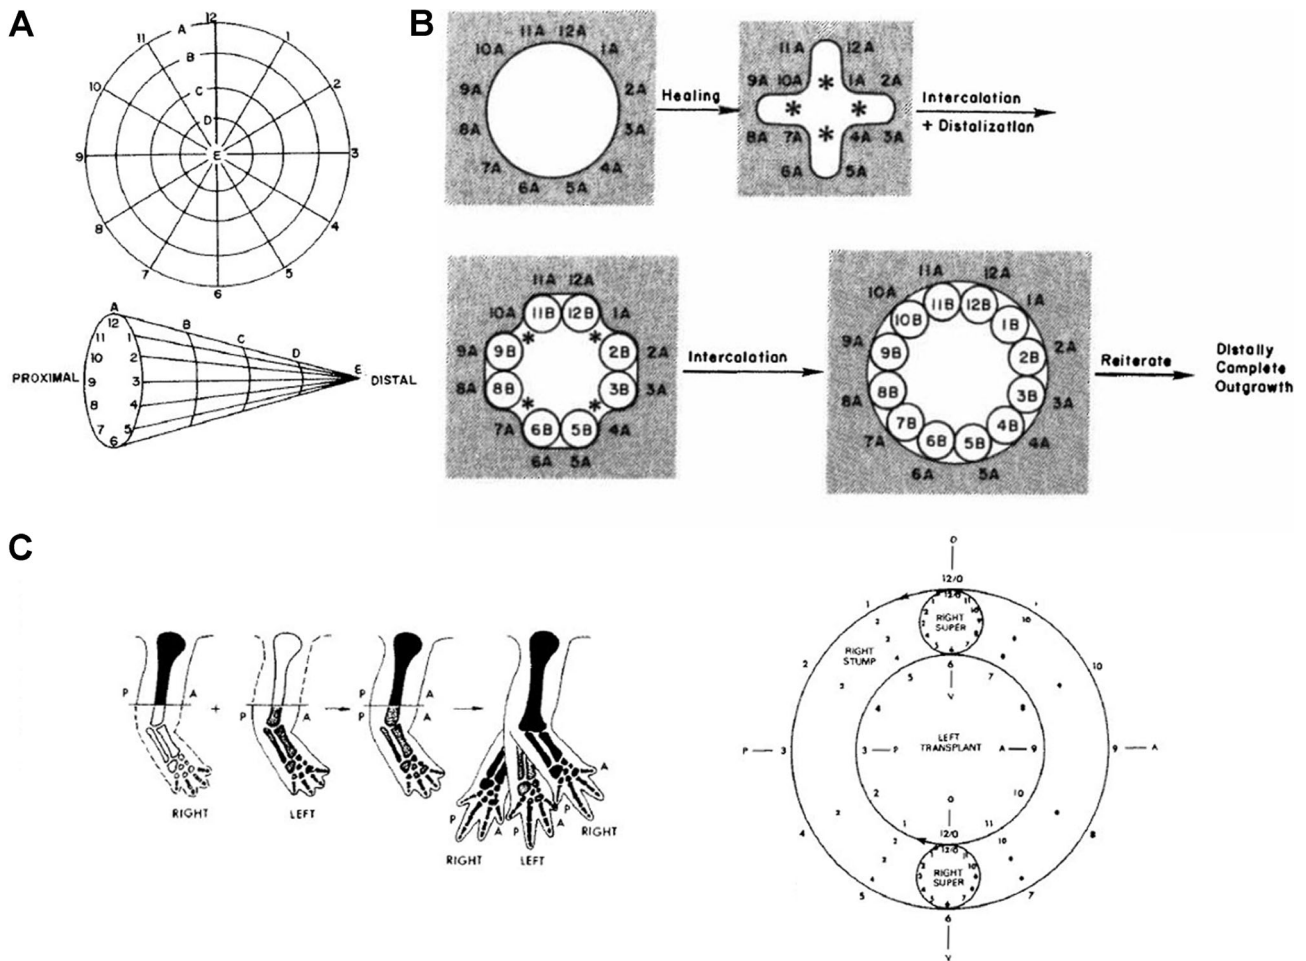 A
12
11 A 1
B
10 C 2
D
9 E 3
8 4
7 5
6
A
12 B
11 1 C
10 2 D
E
PROXIMAL 9 3 DISTAL
8 4
7 5
6
B
11A 12A
10A 1A
9A 2A
8A 3A
7A 4A
6A 5A
Healing
11A 12A
9A 10A * 1A 2A
* *
8A 7A * 4A 3A
6A 5A
Intercalation
+ Distalization
11A 12A
10A 11B 12B 1A
* *
9A 9B 2B 2A
8A 8B 3B 3A
* *
7A 6B 5B 4A
6A 5A
Intercalation
11A 12A
10A 11B 12B 1A
10B 1B
9A 9B 2B 2A
8A 8B 3B 3A
7B 4B
7A 6B 5B 4A
6A 5A
Reiterate
Distally
Complete
Outgrowth
C
P A
RIGHT
+
P A
LEFT
P A
A
P A P A P
RIGHT LEFT RIGHT
12/0
1
RIGHT
SUPER
2 10
RIGHT
STUMP
6
V
5 7
4 8
P 3 3 P LEFT
TRANSPLANT A 9 9 A
2 10
1 11
12/0
RIGHT
SUPER
4 8
5 7
6
V